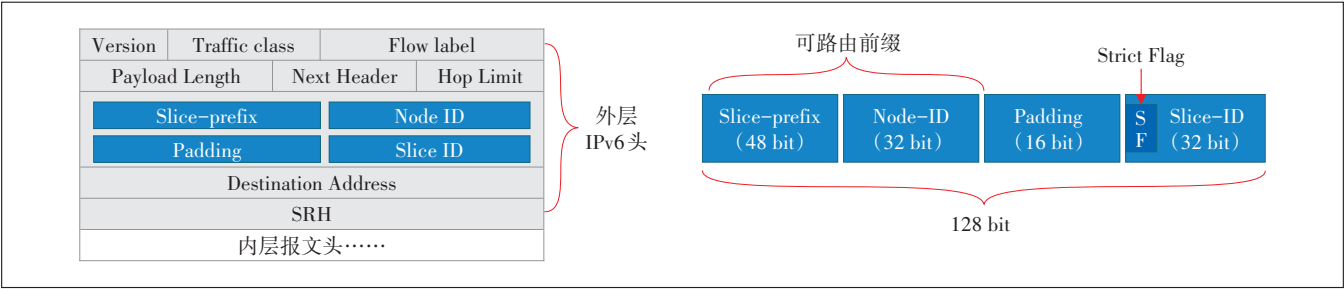 Version Traffic class Flow label
Payload Length Next Header Hop Limit
Slice-prefix Node ID
Padding Slice ID
Destination Address
SRH
内层报文头……
外层
IPv6头
可路由前缀
Strict Flag
Slice-prefix
（48 bit）
Node-ID
（32 bit）
Padding
（16 bit）
S
F
Slice-ID
（32 bit）
128 bit